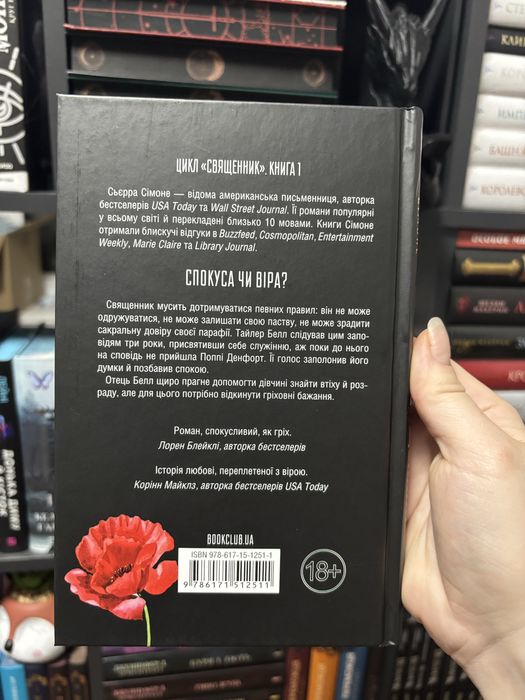 ЦИКЛ «СВЯЩЕННИК». КНИГА 1
Сьєрра Сімоне — відома американська письменниця, авторка
бестселерів USA Today та Wall Street Journal. Її романи популярні
у всьому світі й перекладені близько 10 мовами. Книги Сімоне
отримали блискучі відгуки в Buzzfeed, Cosmopolitan, Entertainment
Weekly, Marie Claire та Library Journal.
СПОКУСА ЧИ ВІРА?
Священник мусить дотримуватися певних правил: він не може
одружуватися, не може залишати свою паству, не може зрадити
сакральну довіру своєї парафії. Тайлер Белл слідував цим запо-
відям три роки, присвятивши себе служінню, аж поки до нього
на сповідь не прийшла Поппі Денфорт. Її голос заполонив його
думки й позбавив спокою.
Отець Белл щиро прагне допомогти дівчині знайти втіху й роз-
раду, але для цього потрібно відкинути гріховні бажання.
Роман, спокусливий, як гріх.
Лорен Блейклі, авторка бестселерів
Історія любові, переплетеної з вірою.
Корінн Майклз, авторка бестселерів USA Today
BOOKCLUB.UA
ISBN 978-617-15-1251-1
9 786171 512511
18+